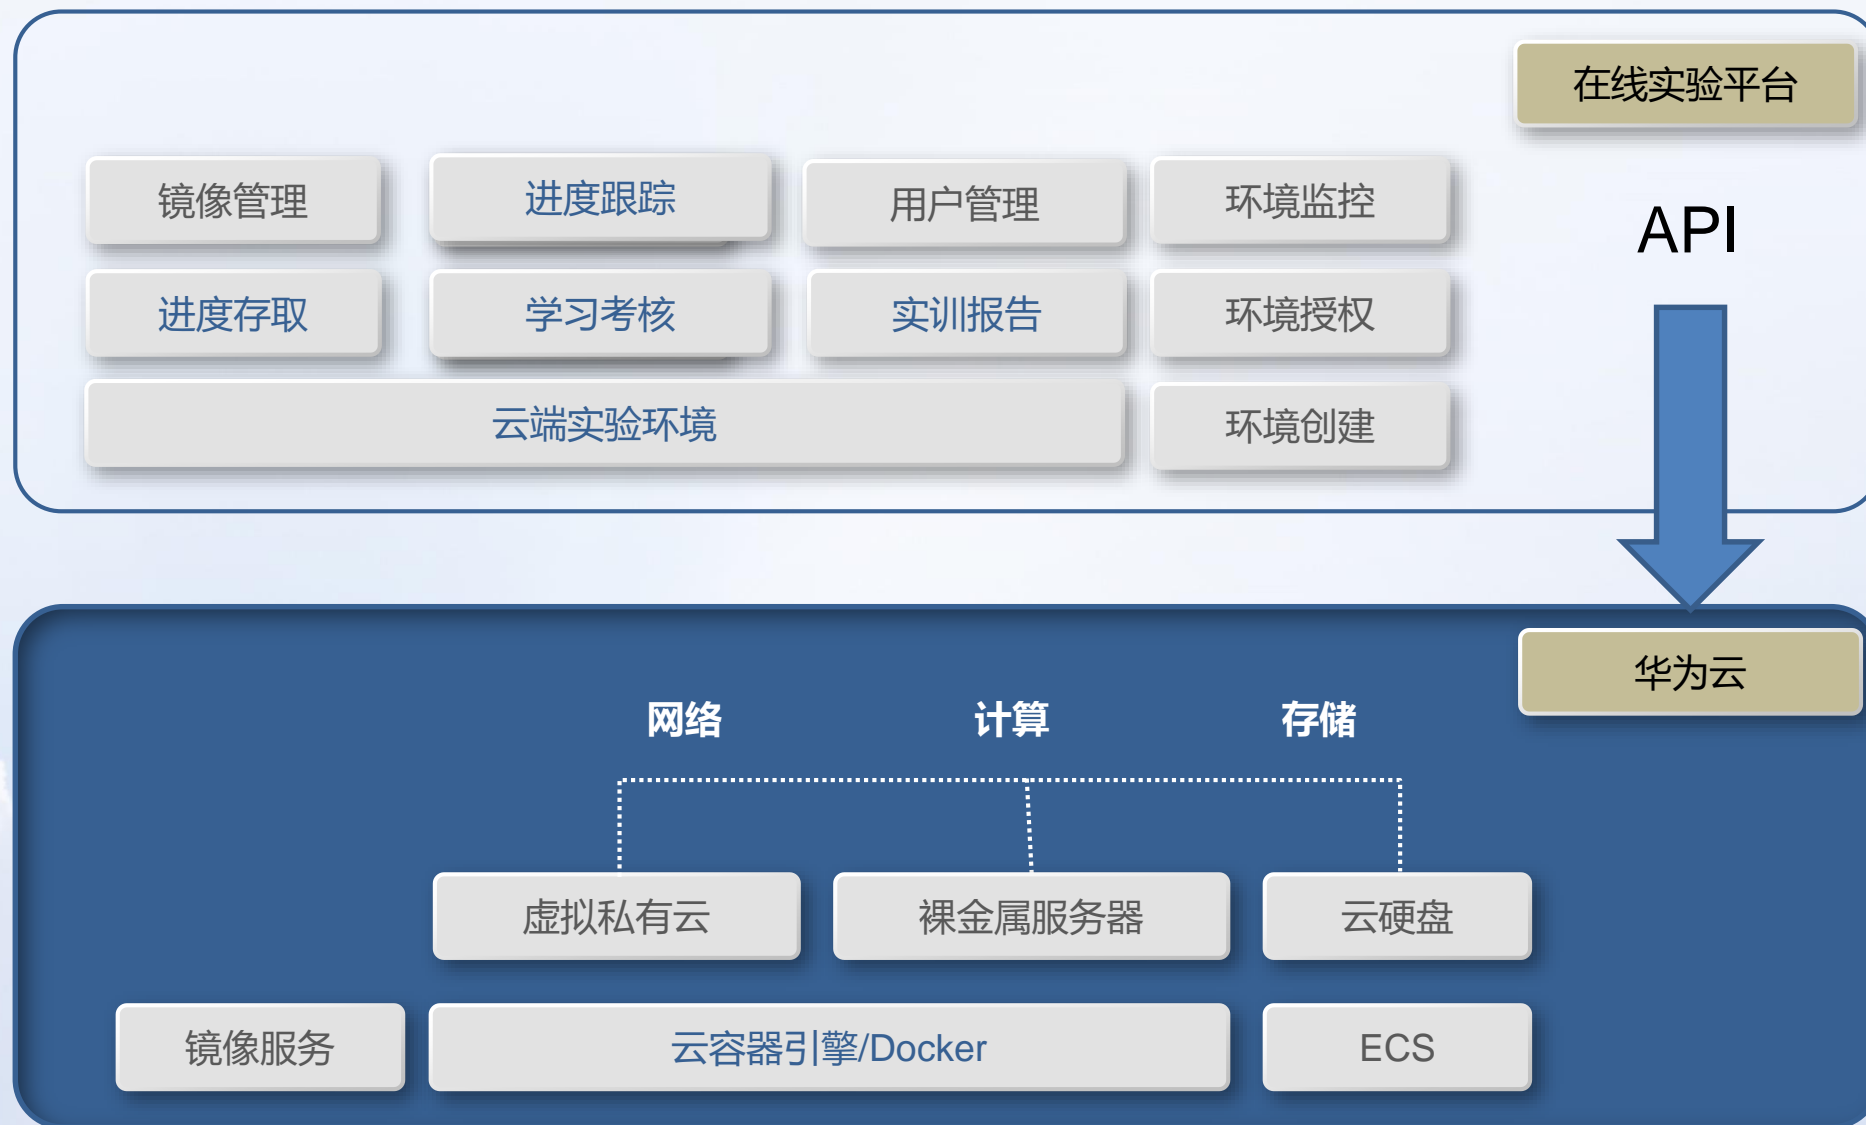 在线实验平台
镜像管理
进度跟踪
用户管理
环境监控
API
进度存取
学习考核
实训报告
环境授权
云端实验环境
环境创建
华为云
网络
计算
存储
虚拟私有云
裸金属服务器
云硬盘
镜像服务
云容器引擎/Docker
ECS